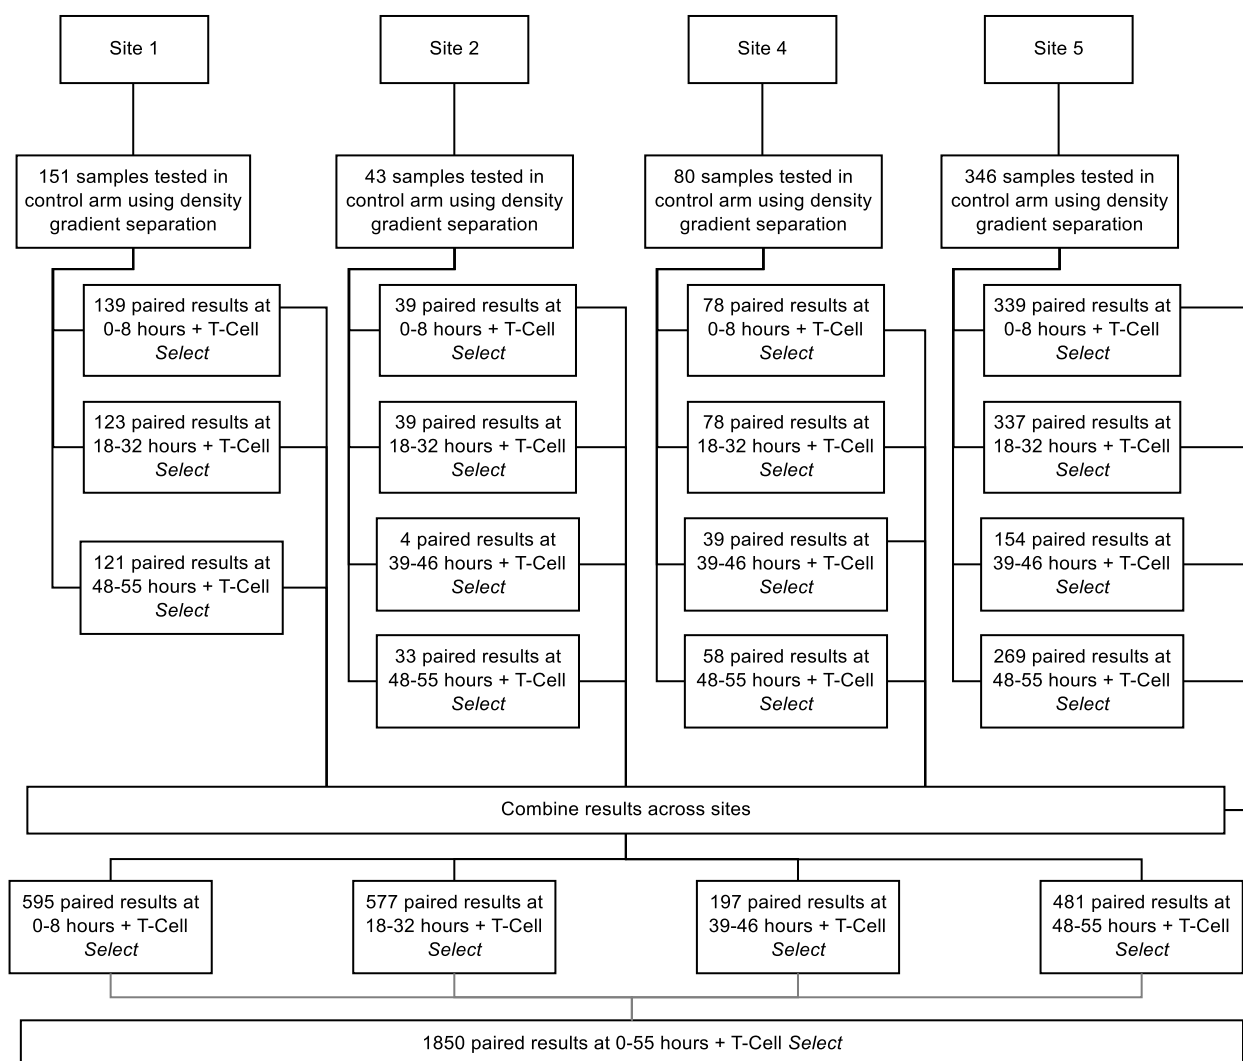 Site 1
Site 2
Site 4
Site 5
151 samples tested in
control arm using density
gradient separation
43 samples tested in
control arm using density
gradient separation
80 samples tested in
control arm using density
gradient separation
346 samples tested in
control arm using density
gradient separation
139 paired results at
0-8 hours + T-Cell
Select
39 paired results at
0-8 hours + T-Cell
Select
78 paired results at
0-8 hours + T-Cell
Select
339 paired results at
0-8 hours + T-Cell
Select
123 paired results at
18-32 hours + T-Cell
Select
39 paired results at
18-32 hours + T-Cell
Select
78 paired results at
18-32 hours + T-Cell
Select
337 paired results at
18-32 hours + T-Cell
Select
4 paired results at
39-46 hours + T-Cell
Select
39 paired results at
39-46 hours + T-Cell
Select
154 paired results at
39-46 hours + T-Cell
Select
121 paired results at
48-55 hours + T-Cell
Select
33 paired results at
48-55 hours + T-Cell
Select
58 paired results at
48-55 hours + T-Cell
Select
269 paired results at
48-55 hours + T-Cell
Select
Combine results across sites
595 paired results at
0-8 hours + T-Cell
Select
577 paired results at
18-32 hours + T-Cell
Select
197 paired results at
39-46 hours + T-Cell
Select
481 paired results at
48-55 hours + T-Cell
Select
1850 paired results at 0-55 hours + T-Cell Select